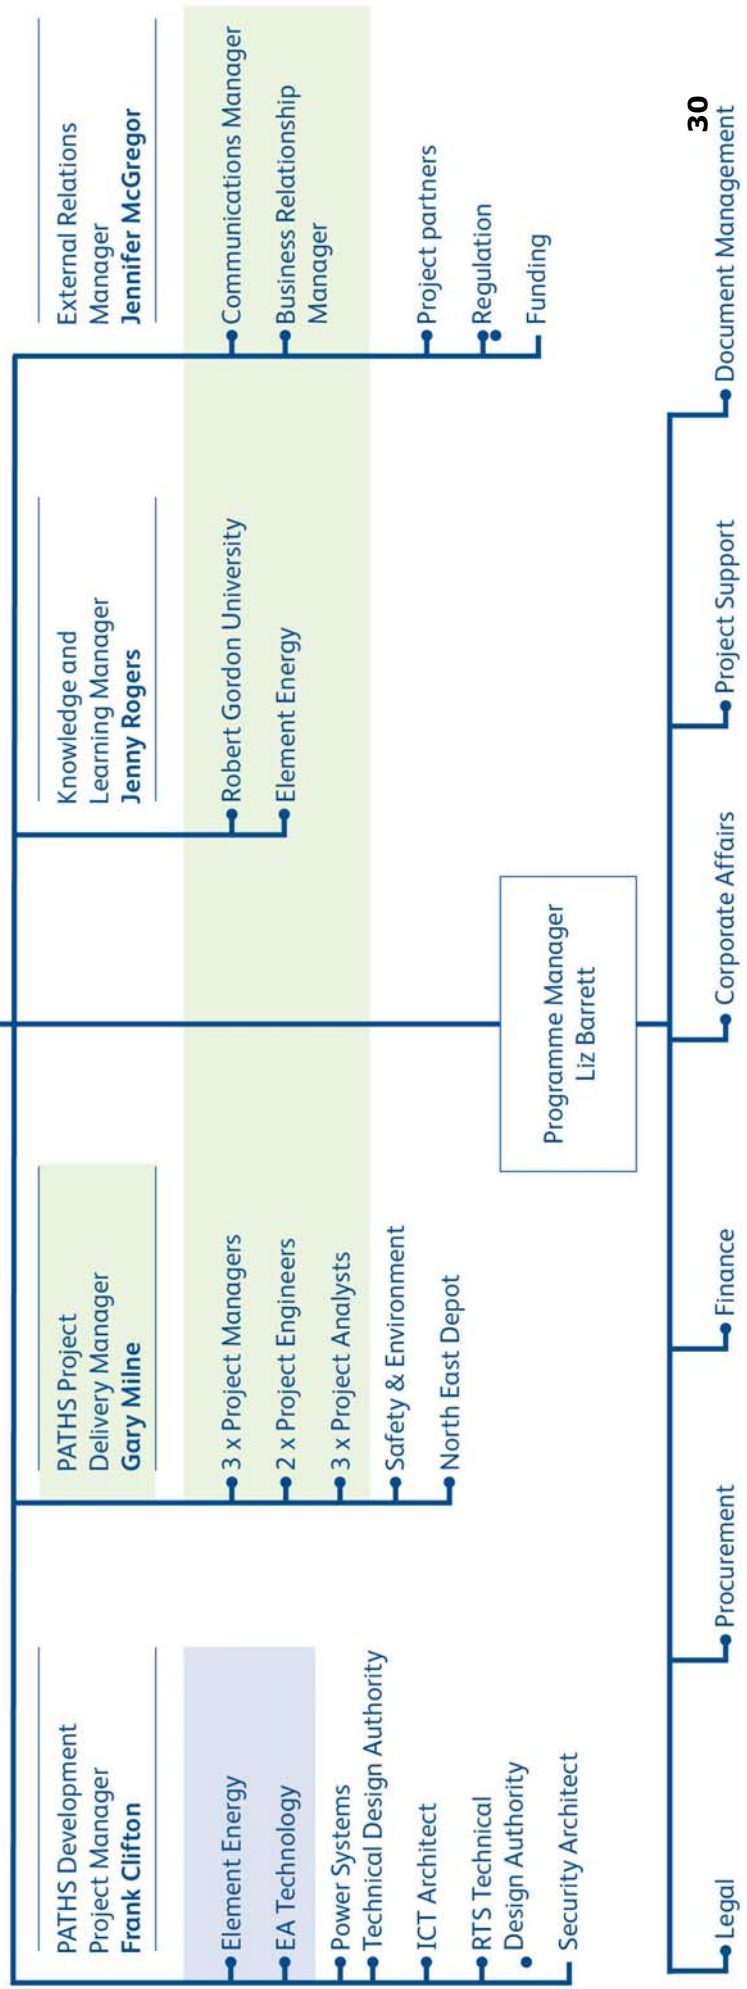 PATHS Development
Project Manager
Frank Clifton
Element Energy
EA Technology
Power Systems
Technical Design Authority
ICT Architect
RTS Technical
Design Authority
Security Architect
PATHS Project
Delivery Manager
Gary Milne
3 x Project Managers
2 x Project Engineers
3 x Project Analysts
Safety & Environment
North East Depot
Knowledge and
Learning Manager
Jenny Rogers
Robert Gordon University
Element Energy
External Relations
Manager
Jennifer McGregor
Communications Manager
Business Relationship
Manager
Project partners
Regulation
Funding
Programme Manager
Liz Barrett
Legal
Procurement
Finance
Corporate Affairs
Project Support
Document Management
30